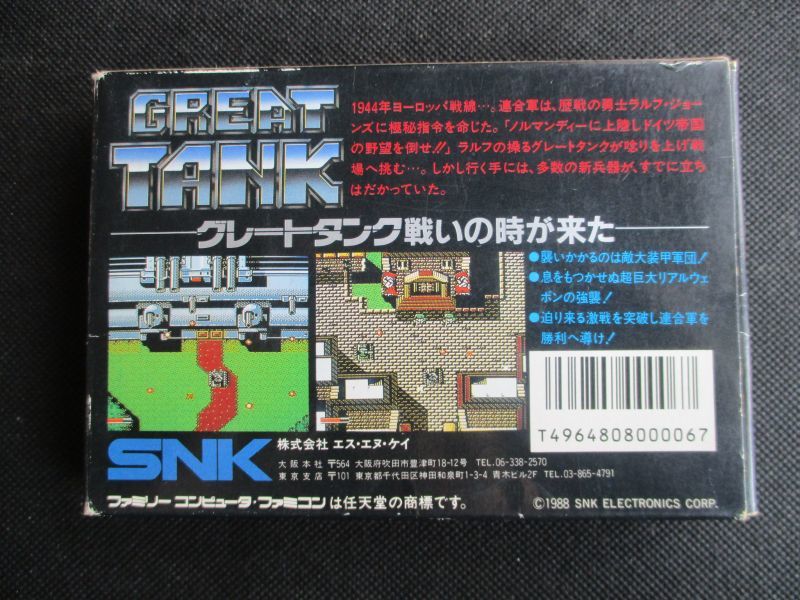 GREAT
TANK
1944年ヨーロッパ戦線…。連合軍は、歴戦の勇士ラルフ・ジョー
ンズに極秘指令を命じた。「ノルマンディーに上陸しドイツ帝国
の野望を倒せ!!」ラルフの操るグレートタンクが唸りを上げ戦
場へ挑む…。しかし行く手には、多数の新兵器が、すでに立ち
はだかっていた。
グレートタンク戦いの時が来た
●襲いかかるのは敵大装甲軍団!
●息をもつかせぬ超巨大リアルウェ
ポンの強襲!
●迫り来る激戦を突破し連合軍を
勝利へ導け!
T4964808000067
SNK
株式会社 エス・エヌ・ケイ
大阪本社 〒564 大阪府吹田市豊津町18-12号 TEL.06-338-2570
東京支店 〒101 東京都千代田区神田和泉町1-3-4 青木ビル2F TEL.03-865-4791
ファミリーコンピュータ・ファミコンは任天堂の商標です。
©1988 SNK ELECTRONICS CORP.